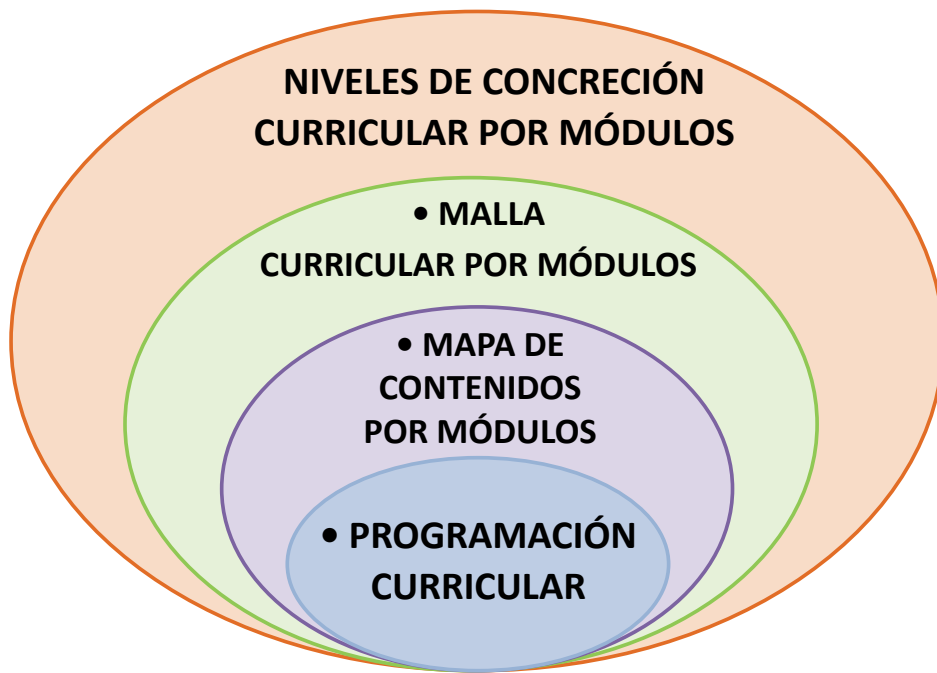 NIVELES DE CONCRECIÓN
CURRICULAR POR MÓDULOS
• MALLA
CURRICULAR POR MÓDULOS
• MAPA DE
CONTENIDOS
POR MÓDULOS
• PROGRAMACIÓN
CURRICULAR